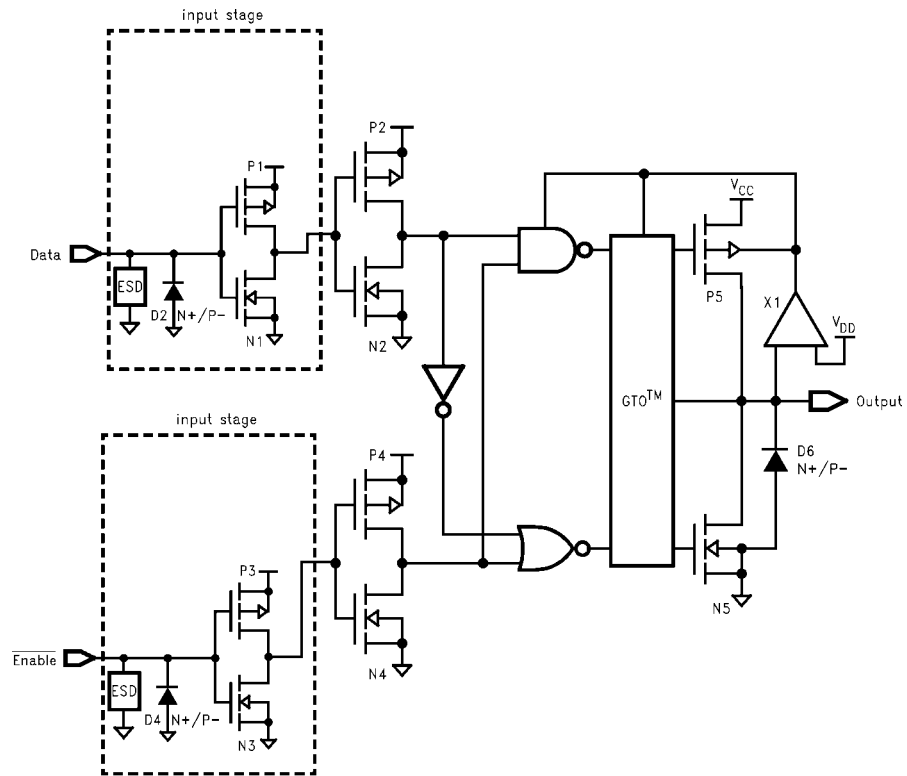 input stage
P2
P1
V_CC
Data
ESD
D2 N+/P-
P5
X1
V_DD
N1
N2
GTO™
Output
input stage
P4
D6
N+/P-
P3
N5
Enable
ESD
N4
D4 N+/P-
N3